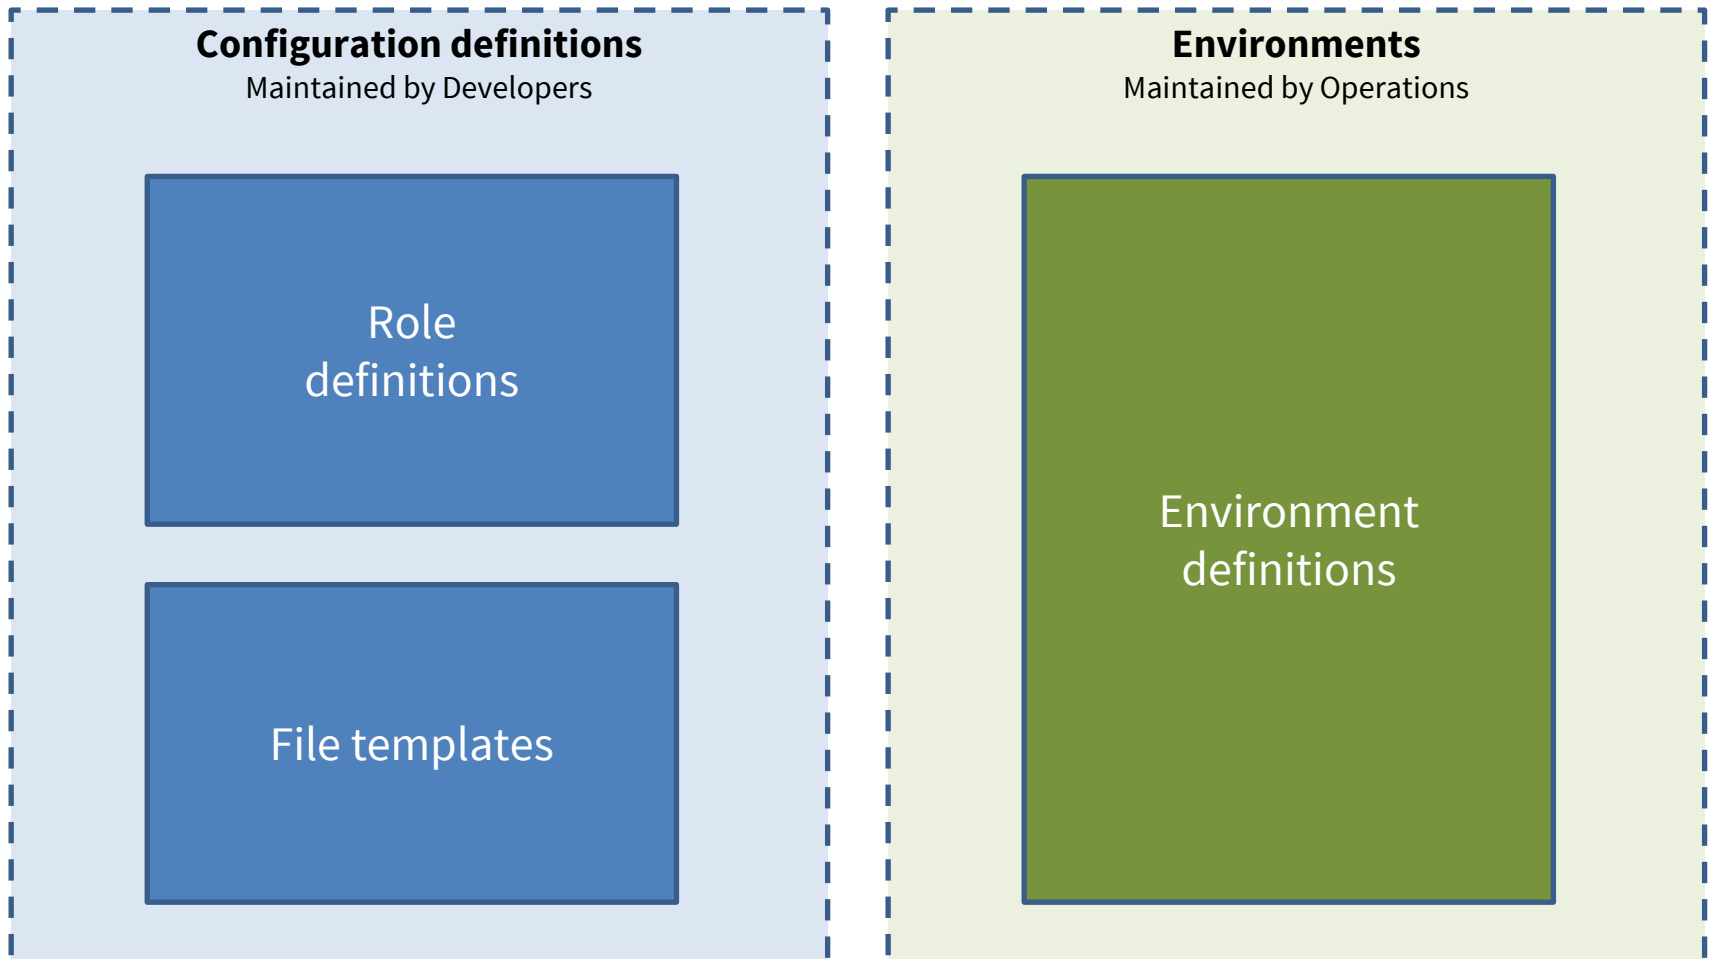 Configuration definitions
Maintained by Developers
Role
definitions
File templates
Environments
Maintained by Operations
Environment
definitions